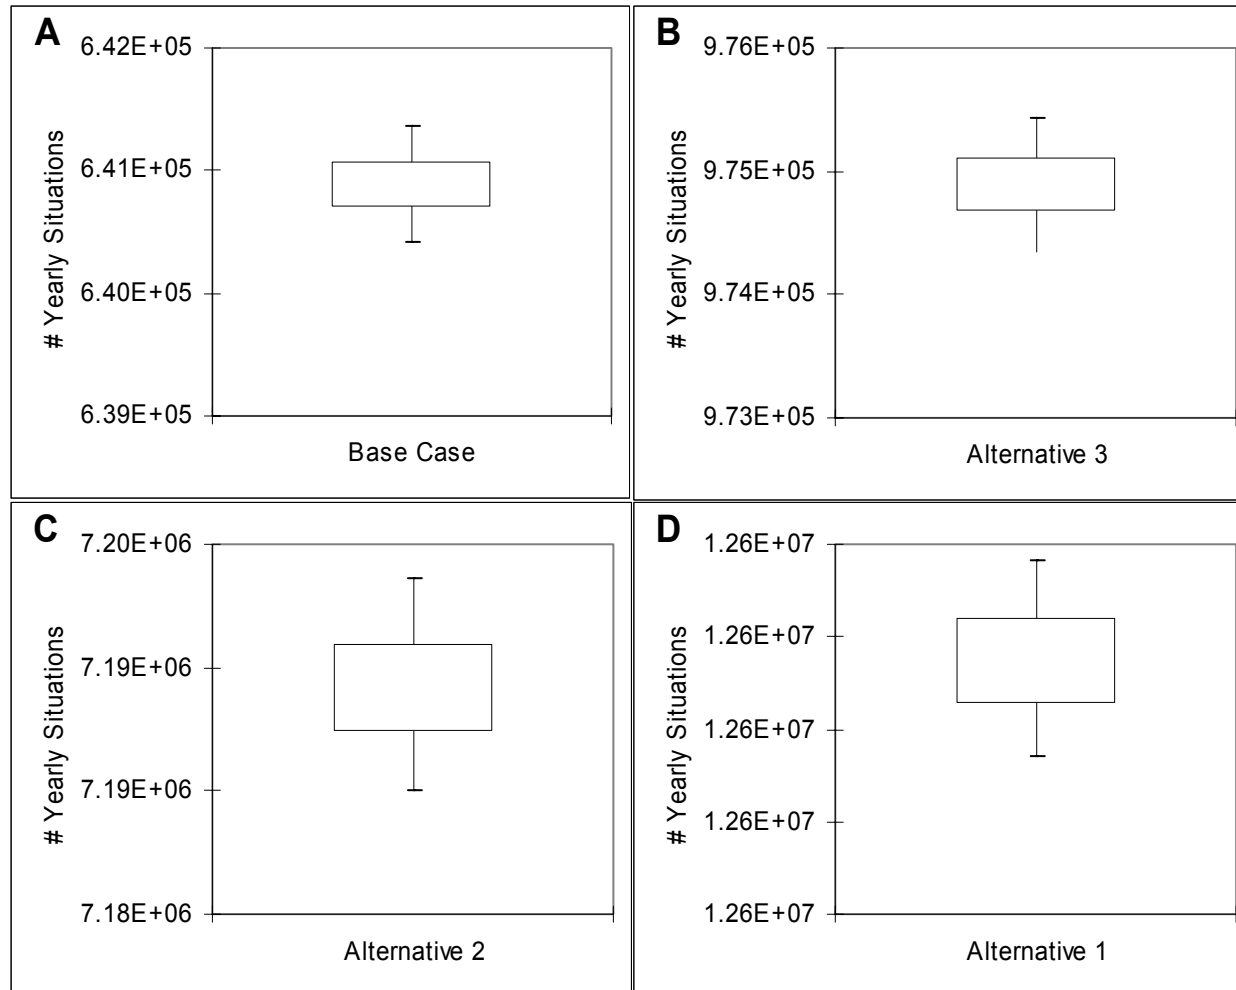 A
6.42E+05
6.41E+05
6.40E+05
6.39E+05
# Yearly Situations
Base Case
B
9.76E+05
9.75E+05
9.74E+05
9.73E+05
# Yearly Situations
Alternative 3
C
7.20E+06
7.19E+06
7.19E+06
7.18E+06
# Yearly Situations
Alternative 2
D
1.26E+07
1.26E+07
1.26E+07
1.26E+07
1.26E+07
# Yearly Situations
Alternative 1